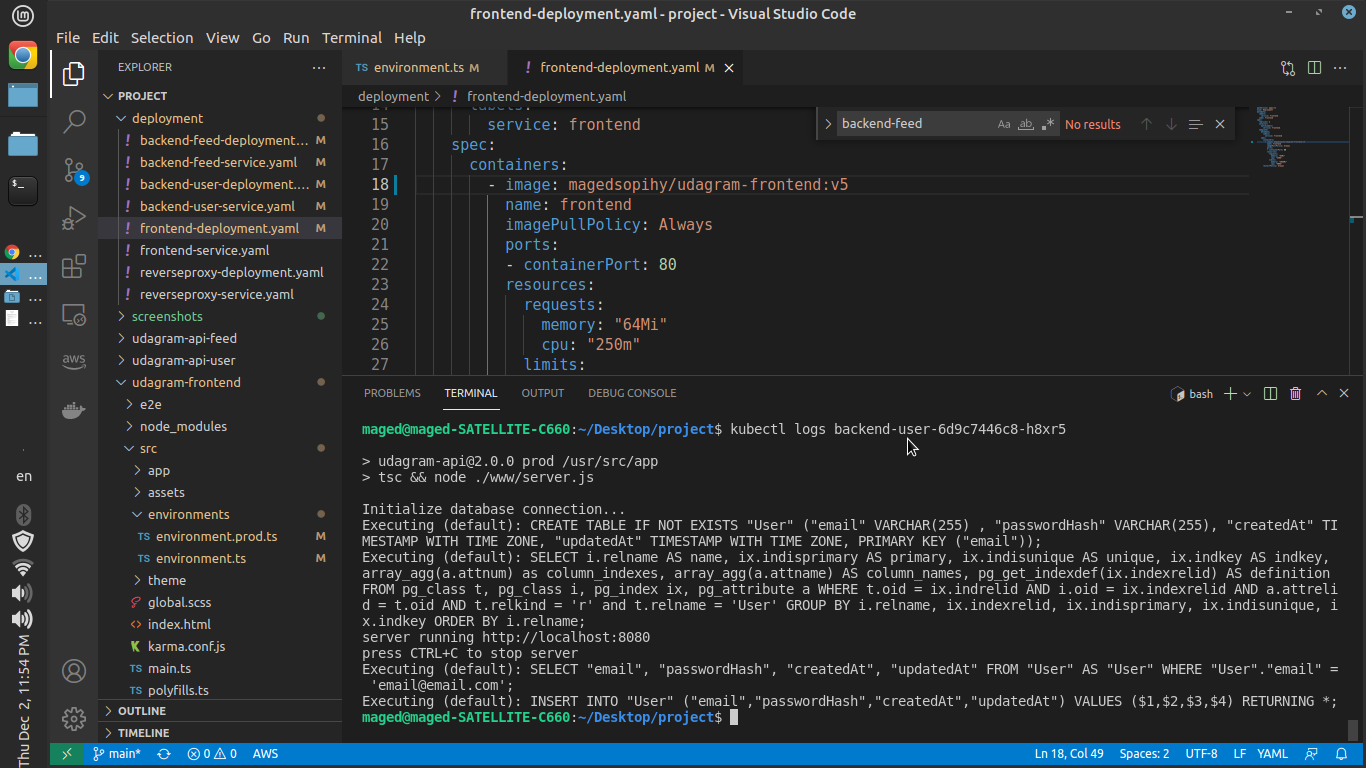 frontend-deployment.yaml - project - Visual Studio Code
File Edit Selection View Go Run Terminal Help
EXPLORER
PROJECT
deployment
backend-feed-deployment.... M
backend-feed-service.yaml M
backend-user-deployment.... M
backend-user-service.yaml M
frontend-deployment.yaml M
frontend-service.yaml
reverseproxy-deployment.yaml
reverseproxy-service.yaml
screenshots
udagram-api-feed
udagram-api-user
udagram-frontend
e2e
node_modules
src
app
assets
environments
TS environment.prod.ts M
TS environment.ts M
theme
global.scss
index.html
karma.conf.js
TS main.ts
TS polyfills.ts
OUTLINE
TIMELINE
9
aws
en
Thu Dec 2, 11:54 PM
TS environment.ts M
! frontend-deployment.yaml M
deployment > ! frontend-deployment.yaml
backend-feed Aa ab No results
14 labels:
15 service: frontend
16 spec:
17 containers:
18 - image: magedsopihy/udagram-frontend:v5
19 name: frontend
20 imagePullPolicy: Always
21 ports:
22 - containerPort: 80
23 resources:
24 requests:
25 memory: "64Mi"
26 cpu: "250m"
27 limits:
PROBLEMS TERMINAL OUTPUT DEBUG CONSOLE
bash
maged@maged-SATELLITE-C660:~/Desktop/project$ kubectl logs backend-user-6d9c7446c8-h8xr5
> udagram-api@2.0.0 prod /usr/src/app
> tsc && node ./www/server.js
Initialize database connection...
Executing (default): CREATE TABLE IF NOT EXISTS "User" ("email" VARCHAR(255) , "passwordHash" VARCHAR(255), "createdAt" TI
MESTAMP WITH TIME ZONE, "updatedAt" TIMESTAMP WITH TIME ZONE, PRIMARY KEY ("email"));
Executing (default): SELECT i.relname AS name, ix.indisprimary AS primary, ix.indisunique AS unique, ix.indkey AS indkey,
array_agg(a.attnum) as column_indexes, array_agg(a.attname) AS column_names, pg_get_indexdef(ix.indexrelid) AS definition
FROM pg_class t, pg_class i, pg_index ix, pg_attribute a WHERE t.oid = ix.indrelid AND i.oid = ix.indexrelid AND a.attreli
d = t.oid AND t.relkind = 'r' and t.relname = 'User' GROUP BY i.relname, ix.indexrelid, ix.indisprimary, ix.indisunique, i
x.indkey ORDER BY i.relname;
server running http://localhost:8080
press CTRL+C to stop server
Executing (default): SELECT "email", "passwordHash", "createdAt", "updatedAt" FROM "User" AS "User" WHERE "User"."email" =
'email@email.com';
Executing (default): INSERT INTO "User" ("email","passwordHash","createdAt","updatedAt") VALUES ($1,$2,$3,$4) RETURNING *;
maged@maged-SATELLITE-C660:~/Desktop/project$
main* 0 0 AWS Ln 18, Col 49 Spaces: 2 UTF-8 LF YAML